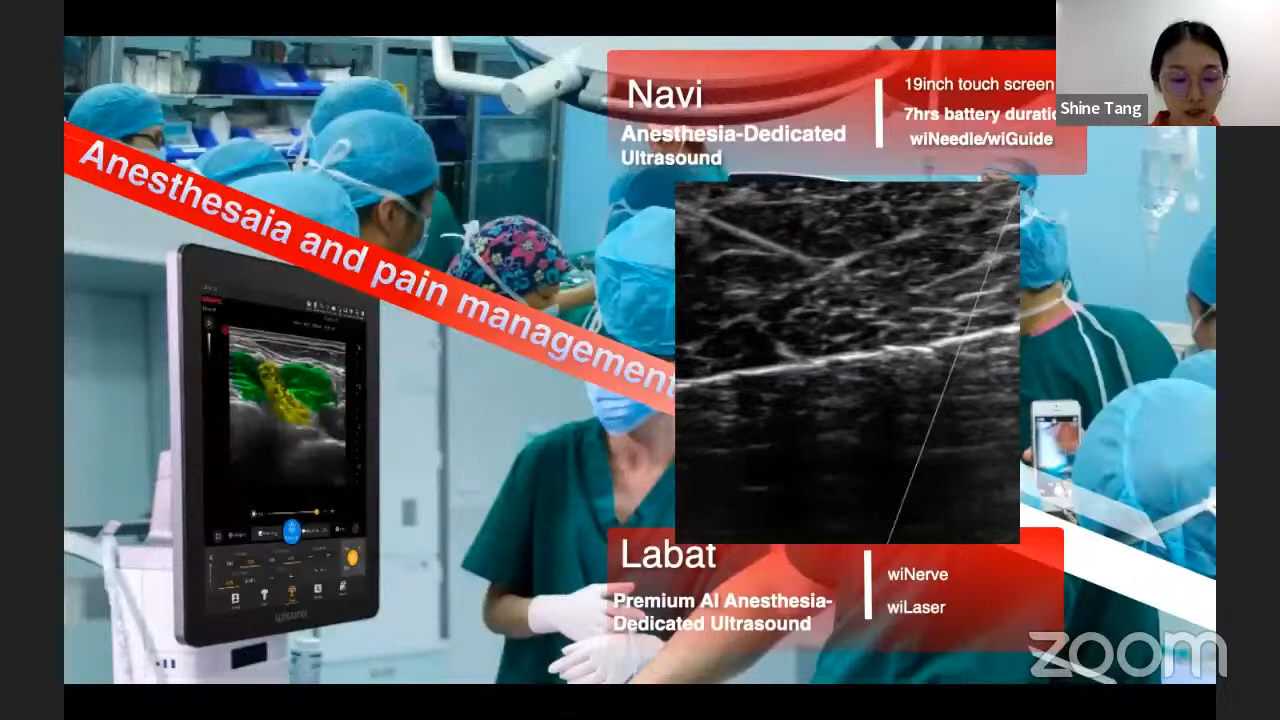 Navi
Anesthesia-Dedicated
Ultrasound
19inch touch screen
7hrs battery duratio
wiNeedle/wiGuide
Shine Tang
Anesthesaia and pain management
wisonic
Labat
Premium AI Anesthesia-
Dedicated Ultrasound
wiNerve
wiLaser
zoom